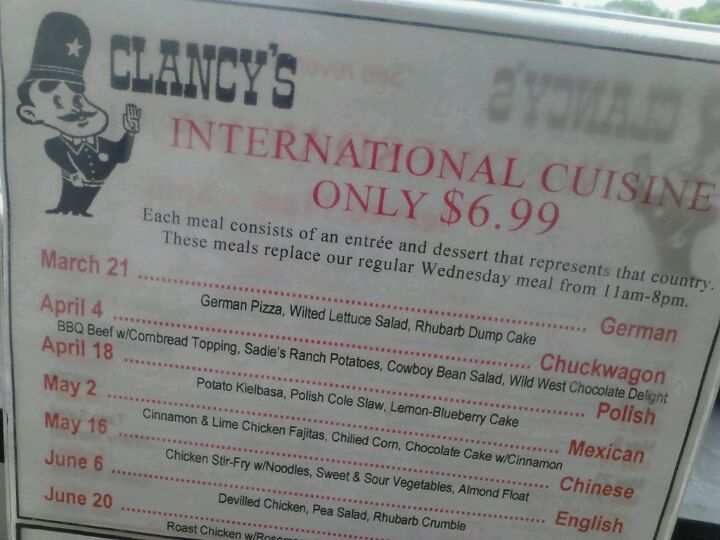 CLANCY'S
INTERNATIONAL CUISINE
ONLY $6.99
Each meal consists of an entrée and dessert that represents that country.
These meals replace our regular Wednesday meal from 11am-8pm.
March 21 ........ German
German Pizza, Wilted Lettuce Salad, Rhubarb Dump Cake
April 4 ........ Chuckwagon
BBQ Beef w/Cornbread Topping, Sadie's Ranch Potatoes, Cowboy Bean Salad, Wild West Chocolate Delight
April 18 ........ Polish
Potato Kielbasa, Polish Cole Slaw, Lemon-Blueberry Cake
May 2 ........ Mexican
Cinnamon & Lime Chicken Fajitas, Chilied Corn, Chocolate Cake w/Cinnamon
May 16 ........ Chinese
Chicken Stir-Fry w/Noodles, Sweet & Sour Vegetables, Almond Float
June 6 ........ English
Devilled Chicken, Pea Salad, Rhubarb Crumble
June 20
Roast Chicken